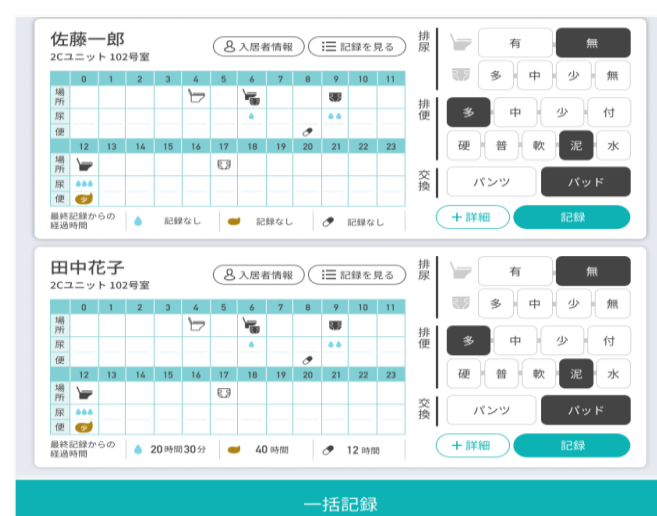 佐藤一郎
2Cユニット 102号室
入居者情報
記録を見る
0 1 2 3 4 5 6 7 8 9 10 11
場所
尿
便
12 13 14 15 16 17 18 19 20 21 22 23
場所
尿
便
少
最終記録からの
経過時間
記録なし
記録なし
記録なし
排尿
有 無
多 中 少 無
排便
多 中 少 付
硬 普 軟 泥 水
交換
パンツ パッド
+詳細
記録
田中花子
2Cユニット 102号室
入居者情報
記録を見る
0 1 2 3 4 5 6 7 8 9 10 11
場所
尿
便
12 13 14 15 16 17 18 19 20 21 22 23
場所
尿
便
少
最終記録からの
経過時間
20時間30分
40時間
12時間
排尿
有 無
多 中 少 無
排便
多 中 少 付
硬 普 軟 泥 水
交換
パンツ パッド
+詳細
記録
一括記録